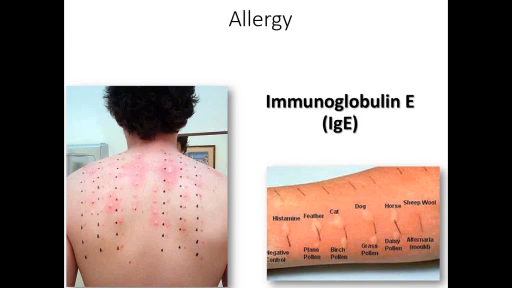 Allergy
Immunoglobulin E
(IgE)
Histamine Feather Cat Dog Horse Sheep Wool
Negative Control
Plane Pollen
Birch Pollen
Grass Pollen
Daisy Pollen
Alternaria (mould)